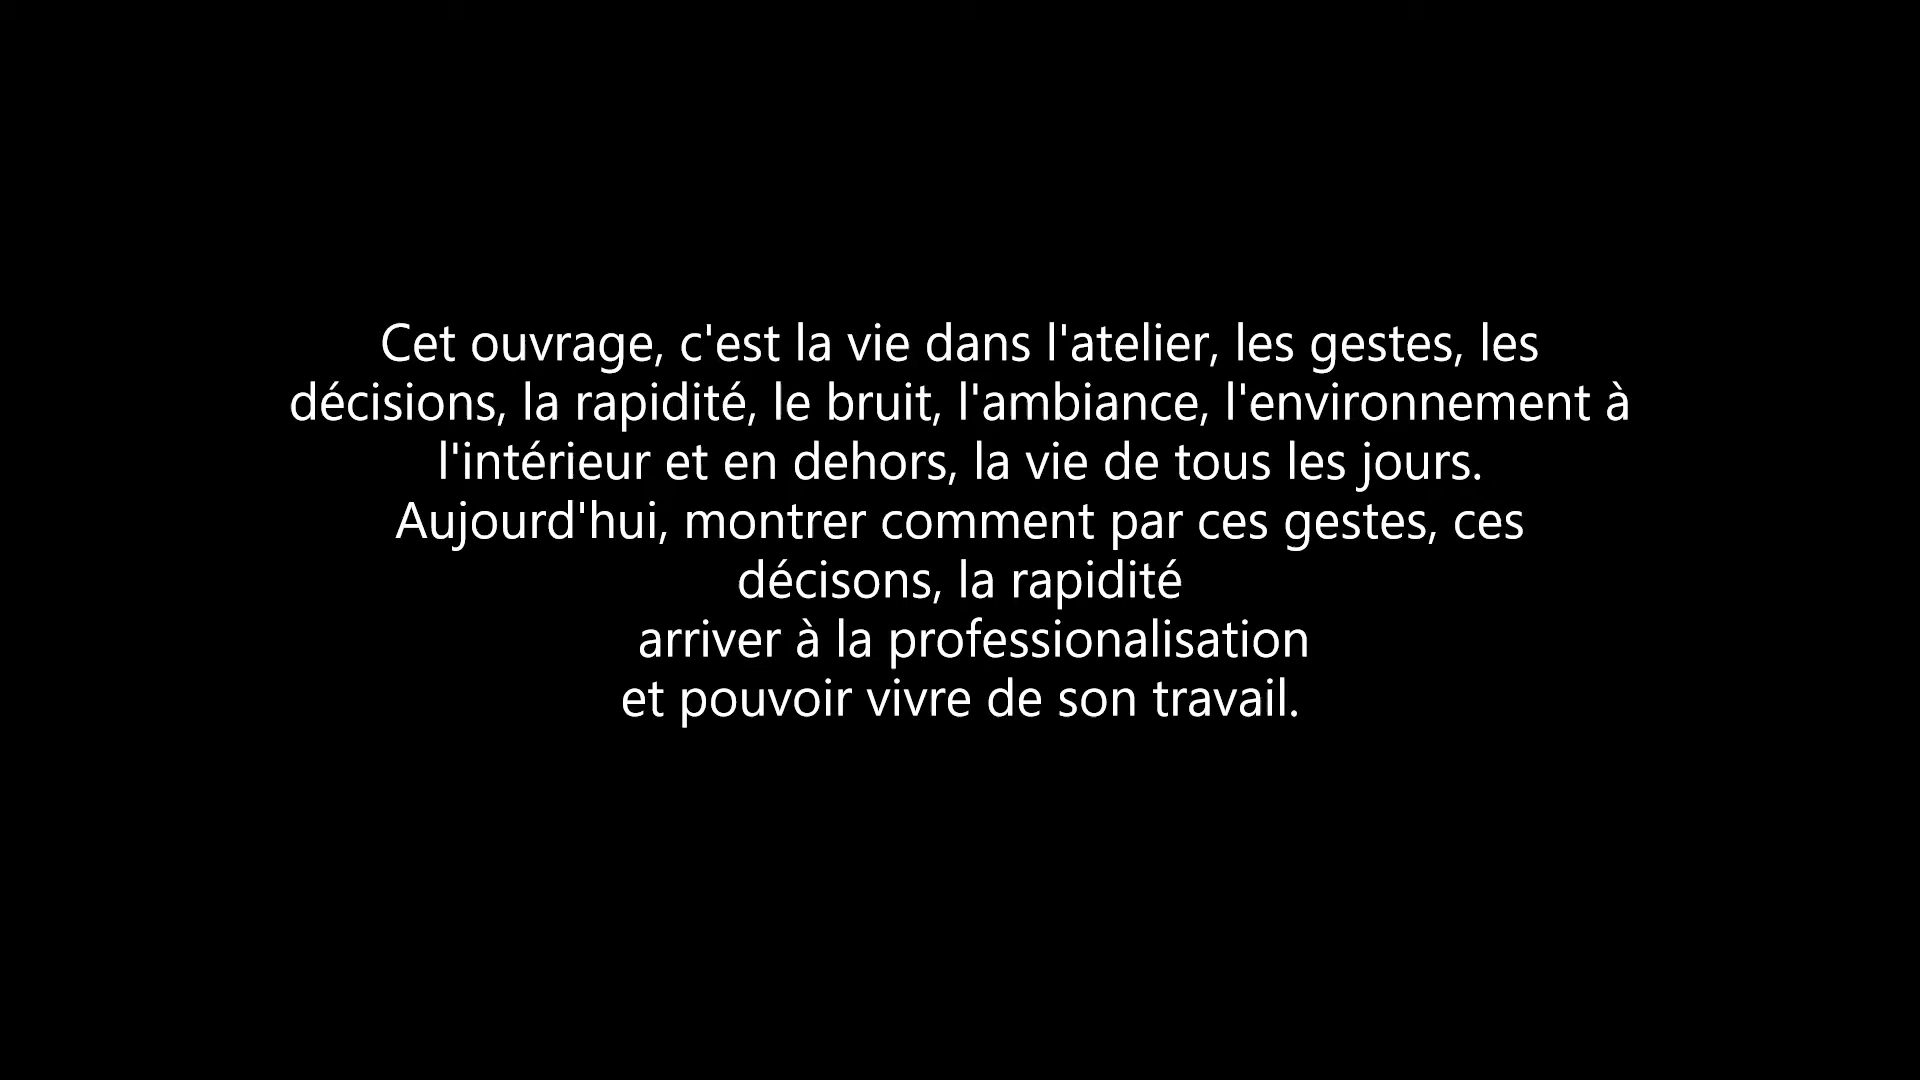 Cet ouvrage, c'est la vie dans l'atelier, les gestes, les
décisions, la rapidité, le bruit, l'ambiance, l'environnement à
l'intérieur et en dehors, la vie de tous les jours.
Aujourd'hui, montrer comment par ces gestes, ces
décisons, la rapidité
arriver à la professionalisation
et pouvoir vivre de son travail.